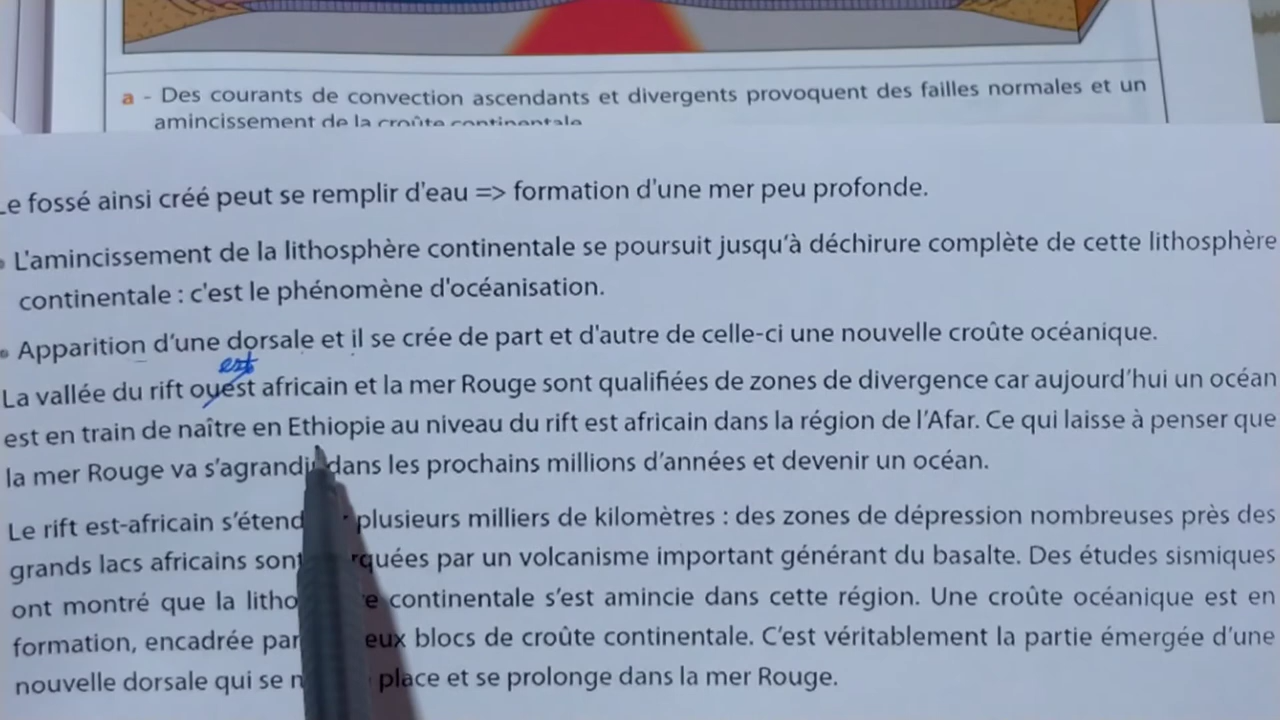 a - Des courants de convection ascendants et divergents provoquent des failles normales et un
amincissement de la croûte continentale
Le fossé ainsi créé peut se remplir d'eau => formation d'une mer peu profonde.
• L'amincissement de la lithosphère continentale se poursuit jusqu'à déchirure complète de cette lithosphère
continentale : c'est le phénomène d'océanisation.
• Apparition d'une dorsale et il se crée de part et d'autre de celle-ci une nouvelle croûte océanique.
est
La vallée du rift ouest africain et la mer Rouge sont qualifiées de zones de divergence car aujourd'hui un océan
est en train de naître en Ethiopie au niveau du rift est africain dans la région de l'Afar. Ce qui laisse à penser que
la mer Rouge va s'agrandir dans les prochains millions d'années et devenir un océan.
Le rift est-africain s'étend plusieurs milliers de kilomètres : des zones de dépression nombreuses près des
grands lacs africains sont par un volcanisme important générant du basalte. Des études sismiques
ont montré que la continentale s'est amincie dans cette région. Une croûte océanique est en
formation, encadrée par blocs de croûte continentale. C'est véritablement la partie émergée d'une
nouvelle dorsale qui se place et se prolonge dans la mer Rouge.